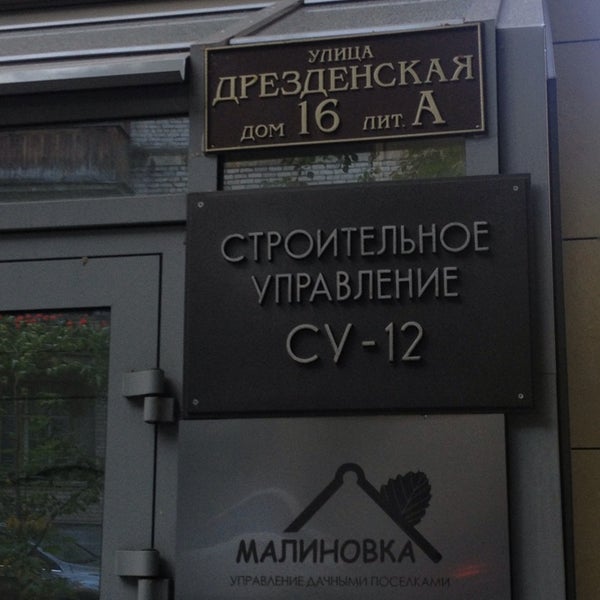 УЛИЦА
ДРЕЗДЕНСКАЯ
ДОМ 16 ЛИТ. А
СТРОИТЕЛЬНОЕ
УПРАВЛЕНИЕ
СУ-12
МАЛИНОВКА
УПРАВЛЕНИЕ ДАЧНЫМИ ПОСЕЛКАМИ